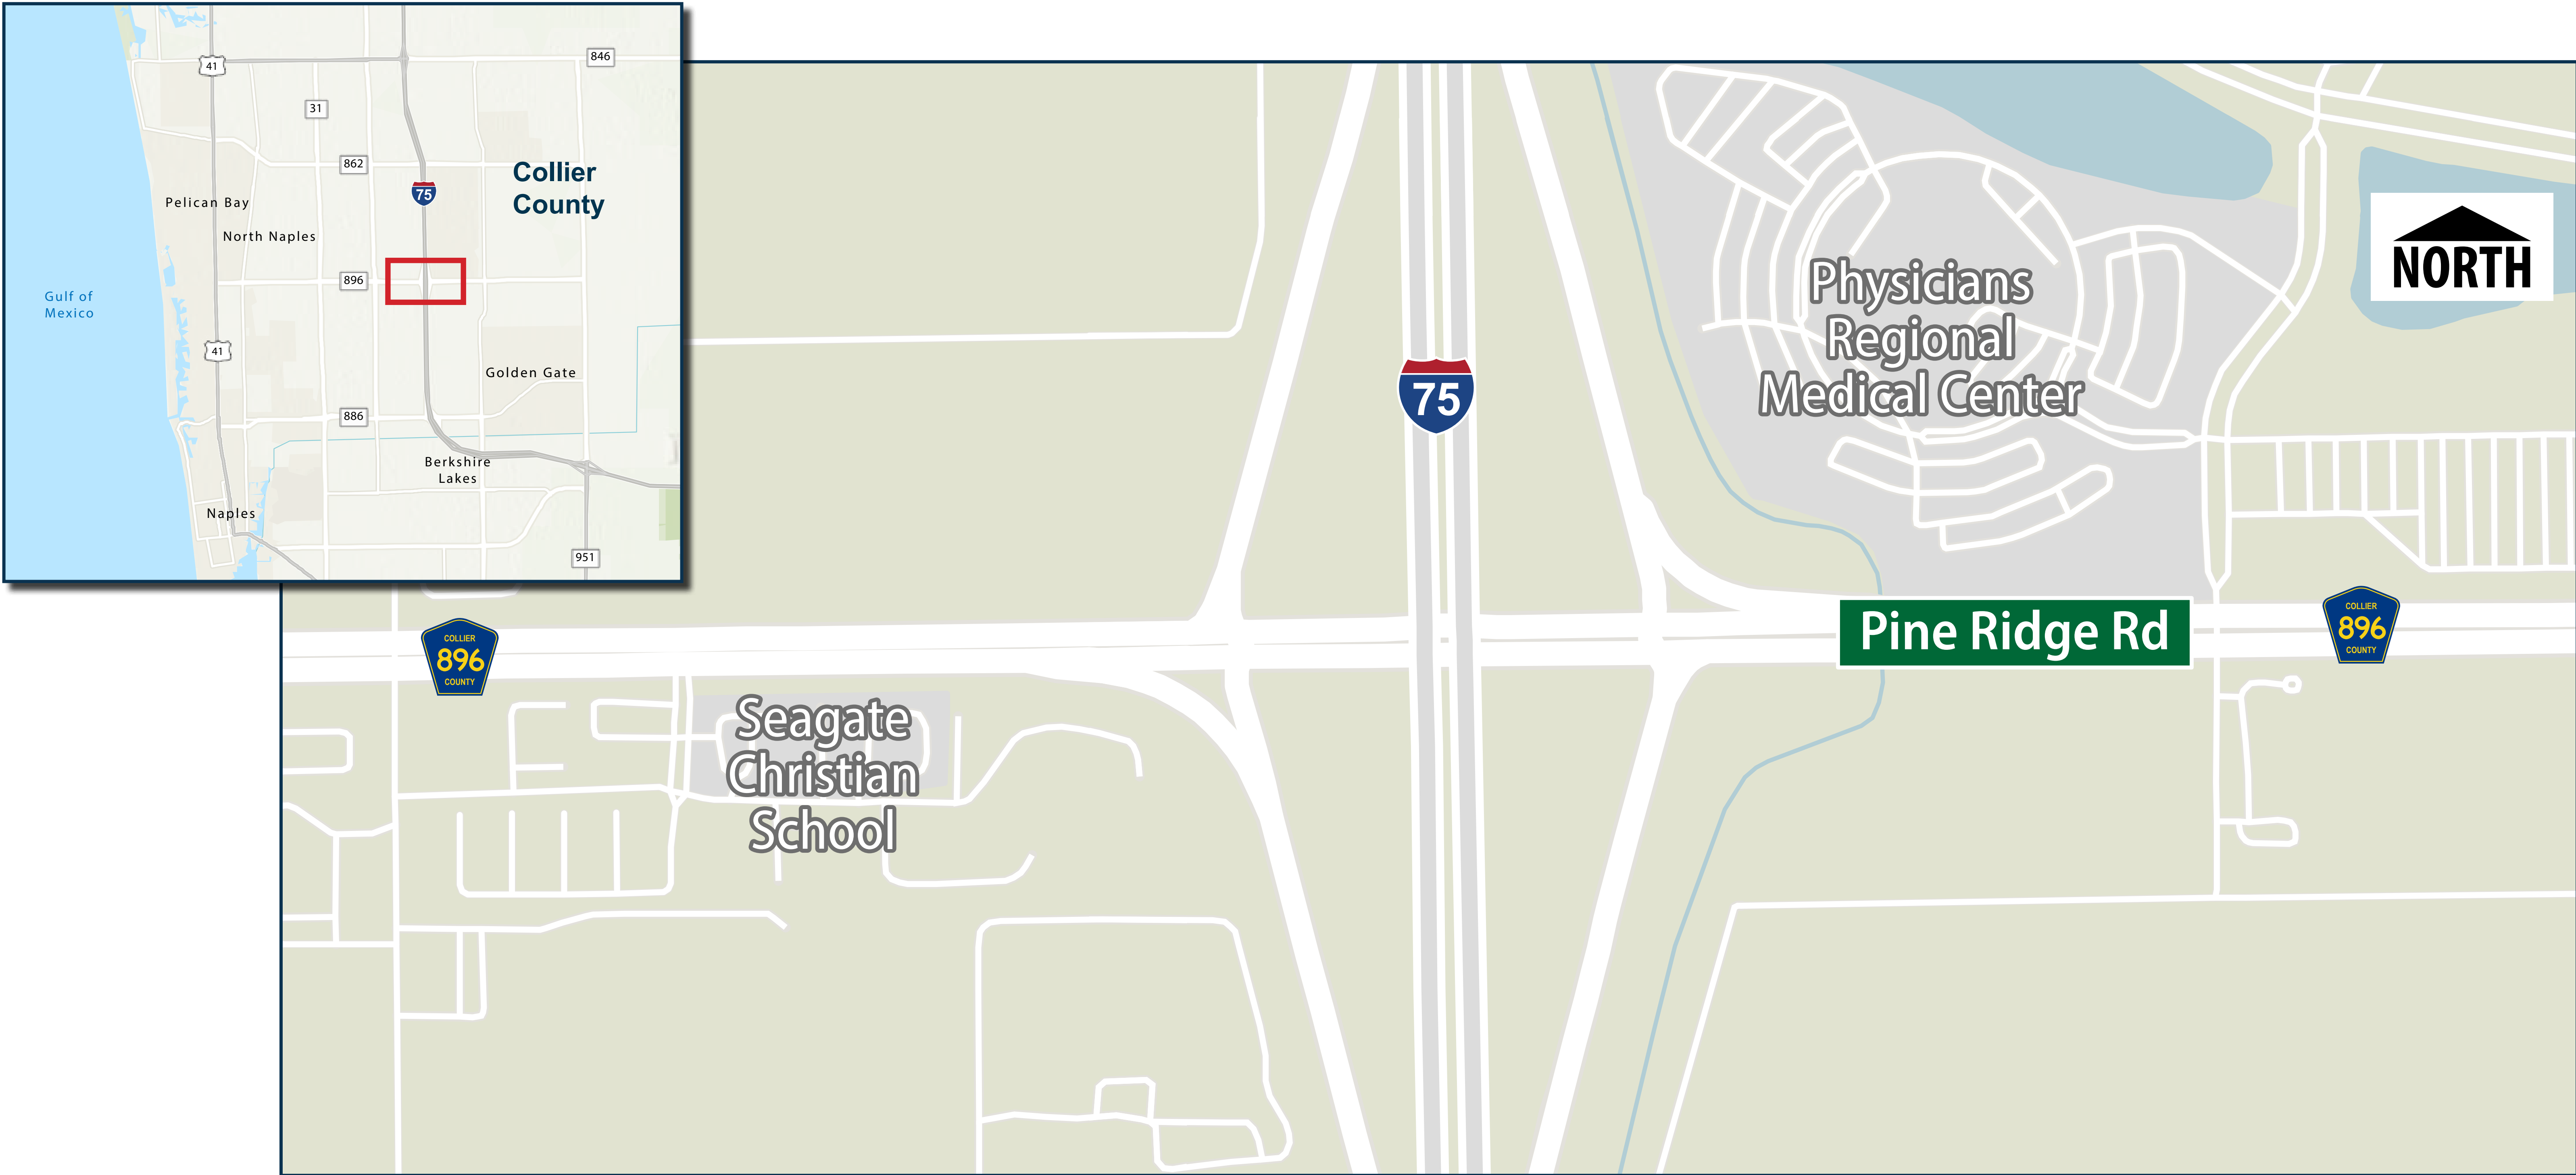 41
846
31
862
Collier
County
75
Pelican Bay
North Naples
896
Gulf of
Mexico
41
Golden Gate
886
Berkshire
Lakes
Naples
951
NORTH
Physicians
Regional
Medical Center
75
COLLIER
896
COUNTY
Pine Ridge Rd
COLLIER
896
COUNTY
Seagate
Christian
School